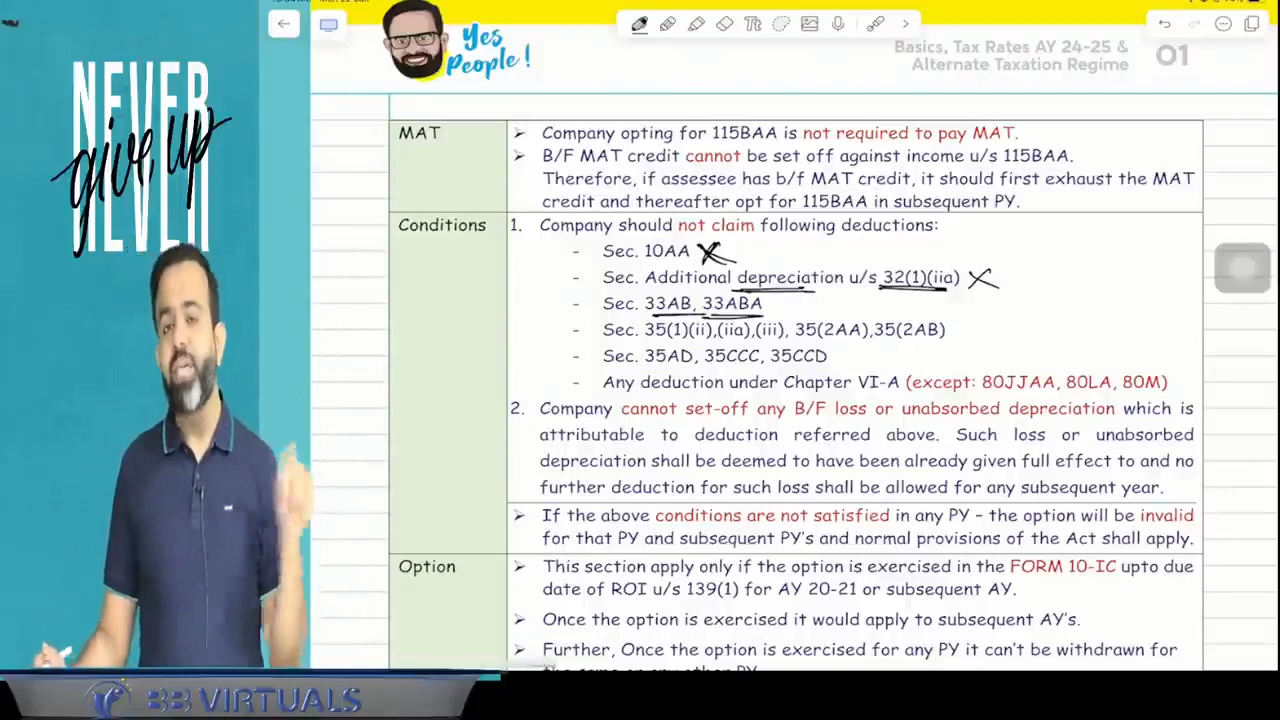 NEVER
give up
NEVER
Yes
People !
Basics, Tax Rates AY 24-25 &
Alternate Taxation Regime
01
MAT
➢ Company opting for 115BAA is not required to pay MAT.
➢ B/F MAT credit cannot be set off against income u/s 115BAA.
Therefore, if assessee has b/f MAT credit, it should first exhaust the MAT
credit and thereafter opt for 115BAA in subsequent PY.
Conditions
1. Company should not claim following deductions:
- Sec. 10AA
- Sec. Additional depreciation u/s 32(1)(iia)
- Sec. 33AB, 33ABA
- Sec. 35(1)(ii),(iia),(iii), 35(2AA),35(2AB)
- Sec. 35AD, 35CCC, 35CCD
- Any deduction under Chapter VI-A (except: 80JJAA, 80LA, 80M)
2. Company cannot set-off any B/F loss or unabsorbed depreciation which is
attributable to deduction referred above. Such loss or unabsorbed
depreciation shall be deemed to have been already given full effect to and no
further deduction for such loss shall be allowed for any subsequent year.
➢ If the above conditions are not satisfied in any PY – the option will be invalid
for that PY and subsequent PY's and normal provisions of the Act shall apply.
Option
➢ This section apply only if the option is exercised in the FORM 10-IC upto due
date of ROI u/s 139(1) for AY 20-21 or subsequent AY.
➢ Once the option is exercised it would apply to subsequent AY's.
➢ Further, Once the option is exercised for any PY it can't be withdrawn for
BB VIRTUALS